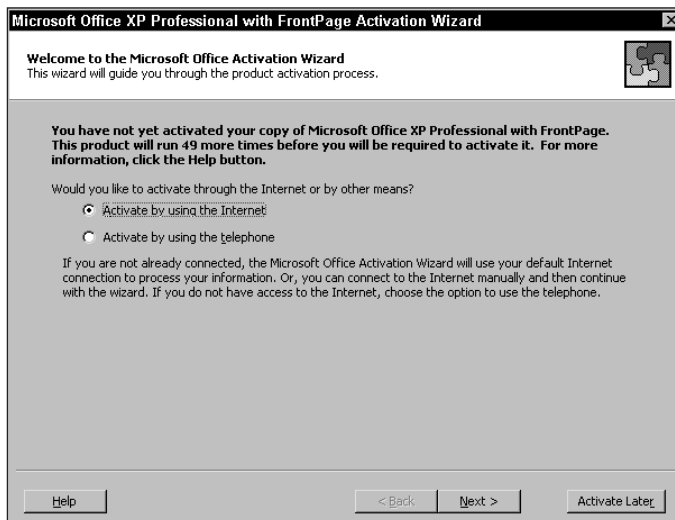 Microsoft Office XP Professional with FrontPage Activation Wizard
Welcome to the Microsoft Office Activation Wizard
This wizard will guide you through the product activation process.
You have not yet activated your copy of Microsoft Office XP Professional with FrontPage.
This product will run 49 more times before you will be required to activate it. For more
information, click the Help button.
Would you like to activate through the Internet or by other means?
Activate by using the Internet
Activate by using the telephone
If you are not already connected, the Microsoft Office Activation Wizard will use your default Internet
connection to process your information. Or, you can connect to the Internet manually and then continue
with the wizard. If you do not have access to the Internet, choose the option to use the telephone.
Help
< Back
Next >
Activate Later